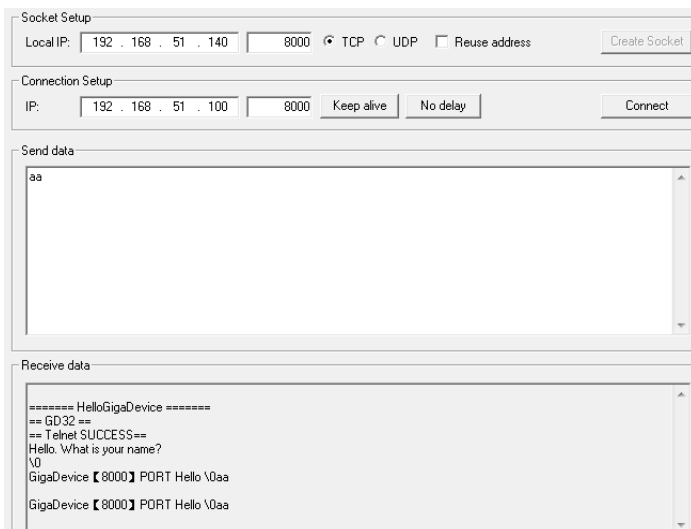 Socket Setup
Local IP: 192 . 168 . 51 . 140 8000 TCP UDP Reuse address Create Socket
Connection Setup
IP: 192 . 168 . 51 . 100 8000 Keep alive No delay Connect
Send data
aa
Receive data
======= HelloGigaDevice =======
== GD32 ==
== Telnet SUCCESS==
Hello. What is your name?
\0
GigaDevice【8000】PORT Hello \0aa
GigaDevice【8000】PORT Hello \0aa